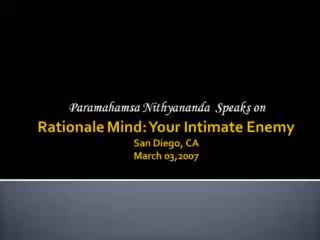 Paramahamsa Nithyananda Speaks on
Rationale Mind: Your Intimate Enemy
San Diego, CA
March 03,2007